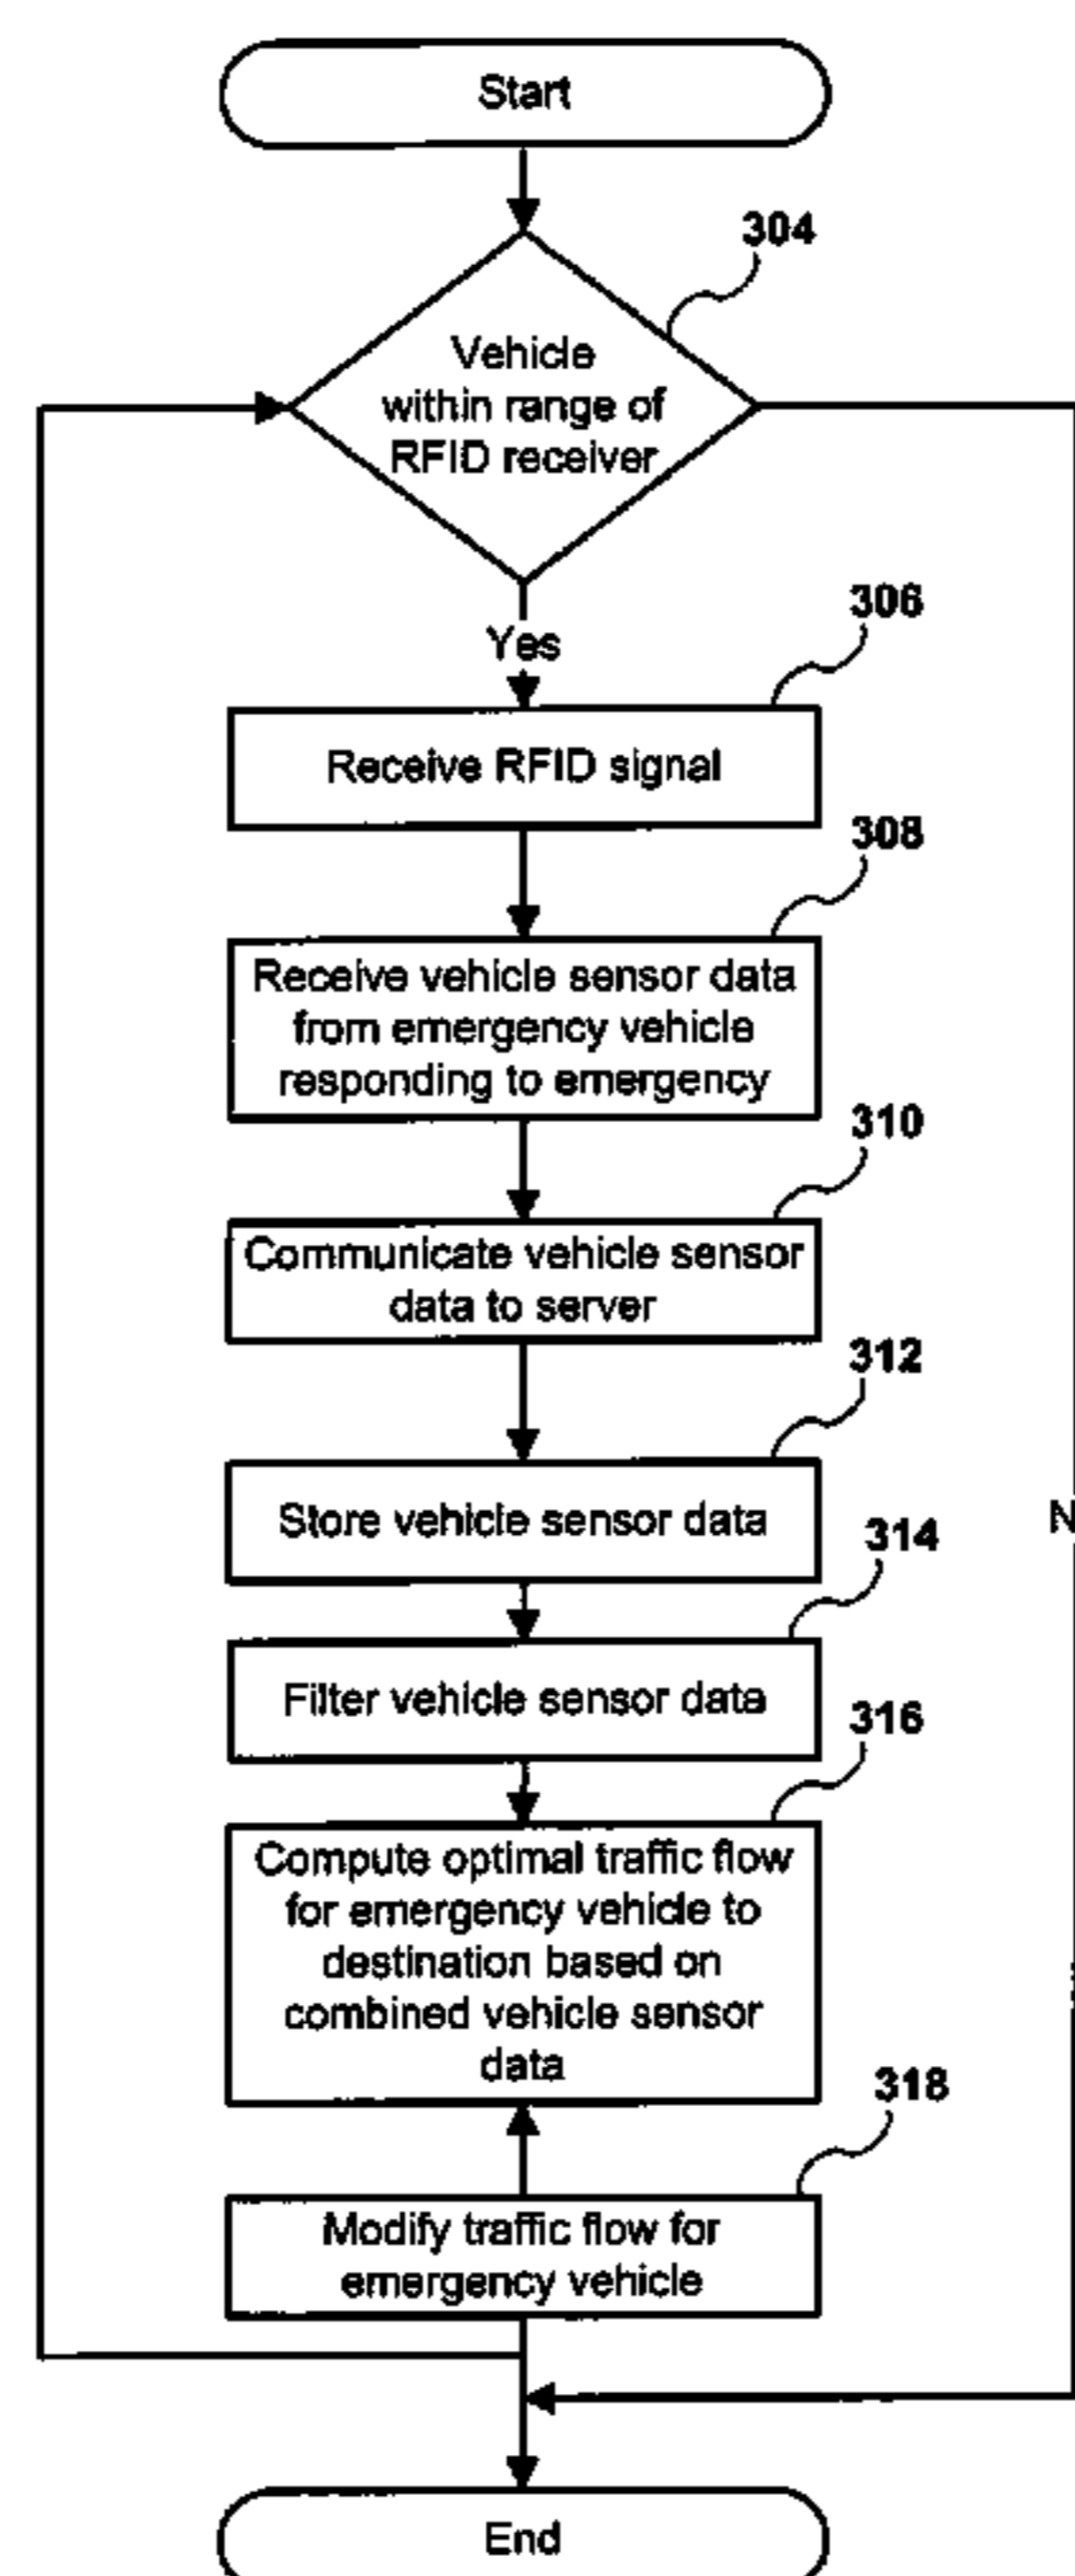 Start
304
Vehicle
within range of
RFID receiver
Yes
306
Receive RFID signal
308
Receive vehicle sensor data
from emergency vehicle
responding to emergency
310
Communicate vehicle sensor
data to server
312
Store vehicle sensor data
N
314
Filter vehicle sensor data
316
Compute optimal traffic flow
for emergency vehicle to
destination based on
combined vehicle sensor
data
318
Modify traffic flow for
emergency vehicle
End